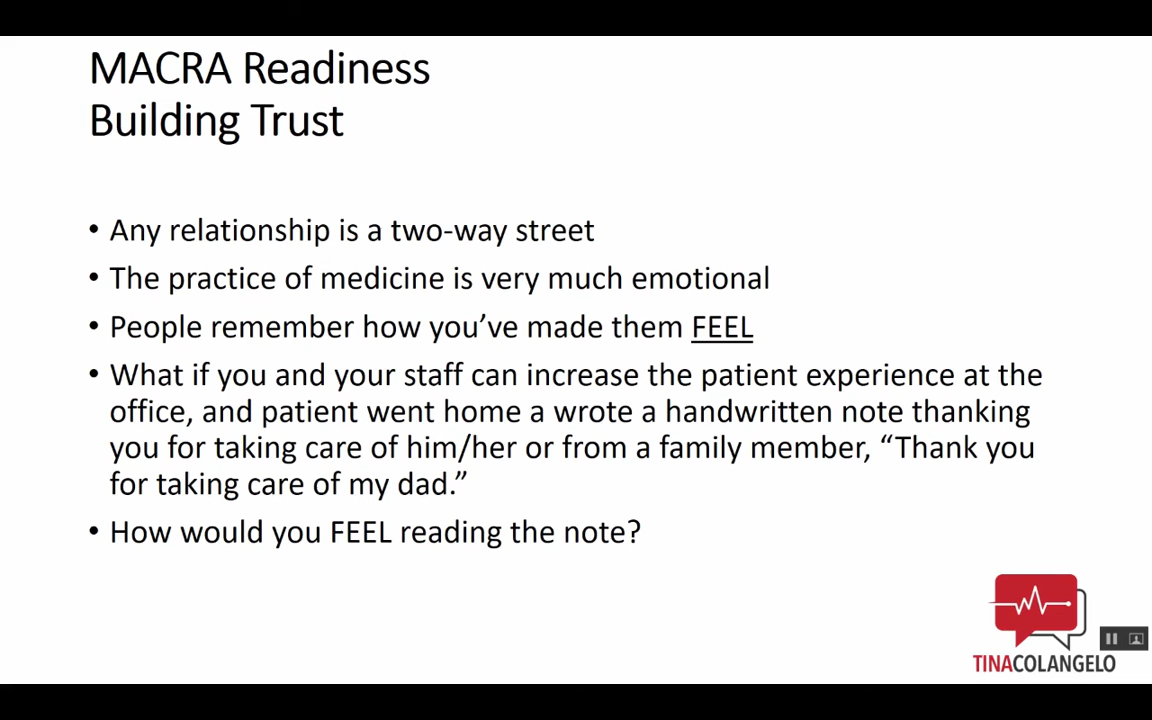 MACRA Readiness
Building Trust
• Any relationship is a two-way street
• The practice of medicine is very much emotional
• People remember how you’ve made them FEEL
• What if you and your staff can increase the patient experience at the
office, and patient went home a wrote a handwritten note thanking
you for taking care of him/her or from a family member, “Thank you
for taking care of my dad.”
• How would you FEEL reading the note?
TINACOLANGELO